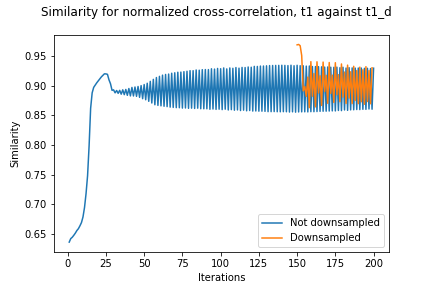 Similarity for normalized cross-correlation, t1 against t1_d
0.95
0.90
0.85
0.80
0.75
0.70
0.65
Similarity
0 25 50 75 100 125 150 175 200
Iterations
Not downsampled
Downsampled